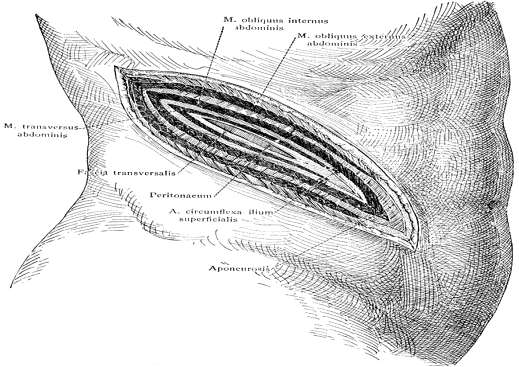 M. obliquus internus
abdominis
M. obliquus externus
abdominis
M. transversus
abdominis
Fascia transversalis
Peritonaeum
A. circumflexa ilium
superficialis
Aponeurosis